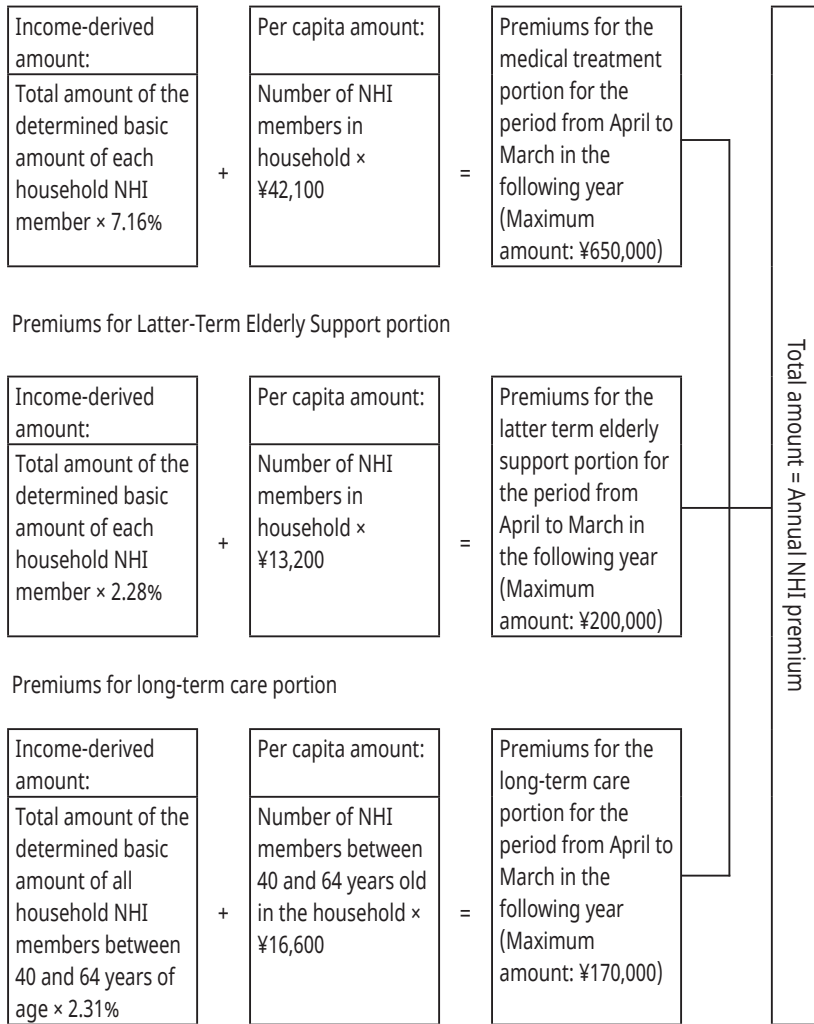 Income-derived
amount:
Total amount of the
determined basic
amount of each
household NHI
member × 7.16%
+
Per capita amount:
Number of NHI
members in
household ×
¥42,100
=
Premiums for the
medical treatment
portion for the
period from April to
March in the
following year
(Maximum
amount: ¥650,000)
Premiums for Latter-Term Elderly Support portion
Income-derived
amount:
Total amount of the
determined basic
amount of each
household NHI
member × 2.28%
+
Per capita amount:
Number of NHI
members in
household ×
¥13,200
=
Premiums for the
latter term elderly
support portion for
the period from
April to March in
the following year
(Maximum
amount: ¥200,000)
Premiums for long-term care portion
Income-derived
amount:
Total amount of the
determined basic
amount of all
household NHI
members between
40 and 64 years of
age × 2.31%
+
Per capita amount:
Number of NHI
members between
40 and 64 years old
in the household ×
¥16,600
=
Premiums for the
long-term care
portion for the
period from April to
March in the
following year
(Maximum
amount: ¥170,000)
Total amount = Annual NHI premium